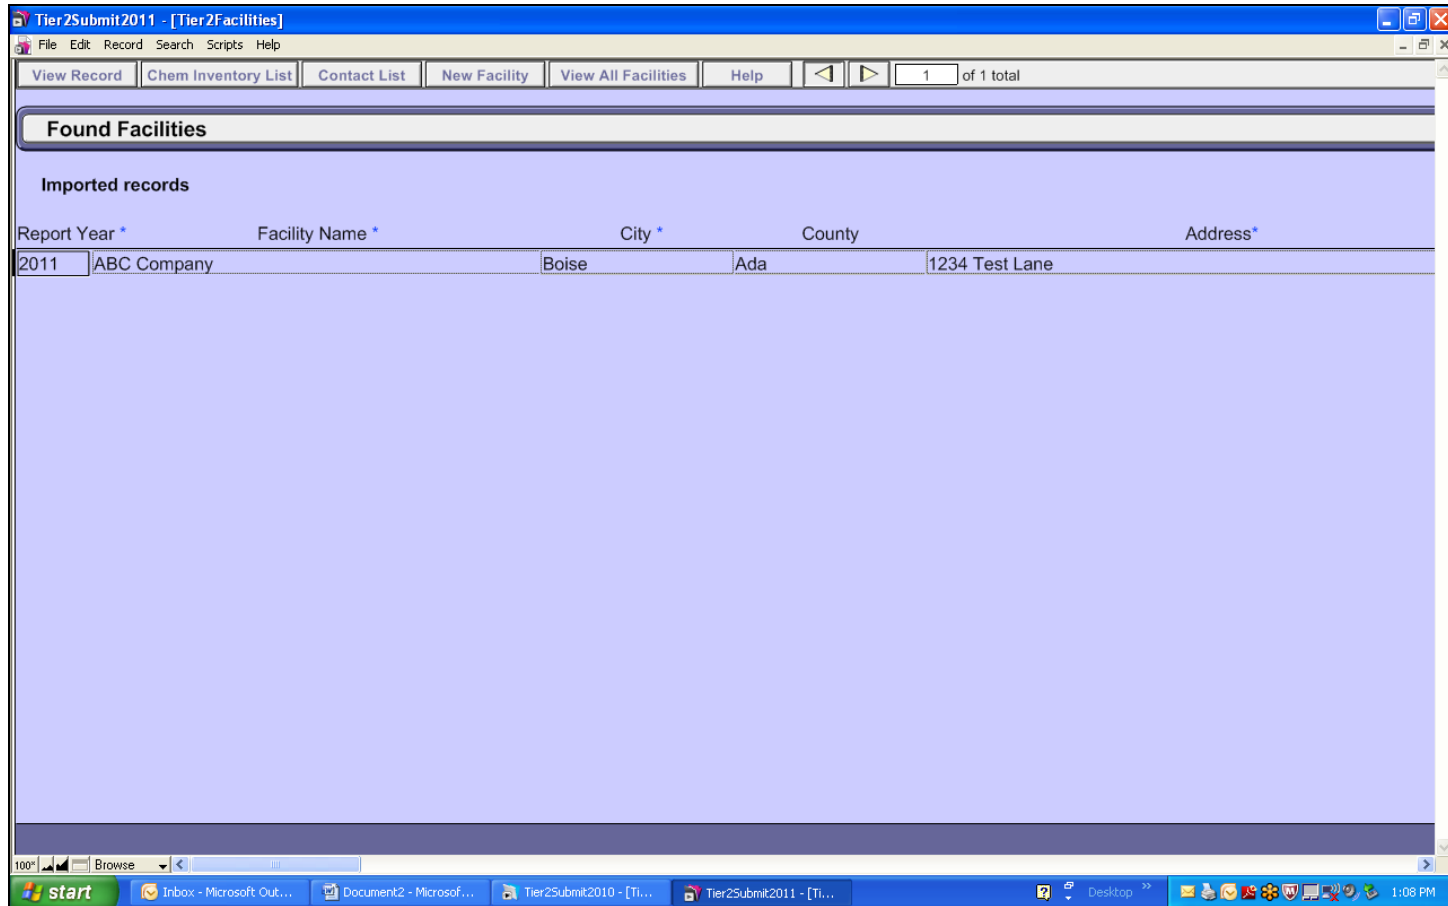 Tier2Submit2011 - [Tier2Facilities]
File Edit Record Search Scripts Help
View Record Chem Inventory List Contact List New Facility View All Facilities Help 1 of 1 total
Found Facilities
Imported records
Report Year * Facility Name * City * County Address*
2011 ABC Company Boise Ada 1234 Test Lane
100% Browse
start Inbox - Microsoft Out... Document2 - Microsof... Tier2Submit2010 - [Ti... Tier2Submit2011 - [Ti... Desktop » 1:08 PM